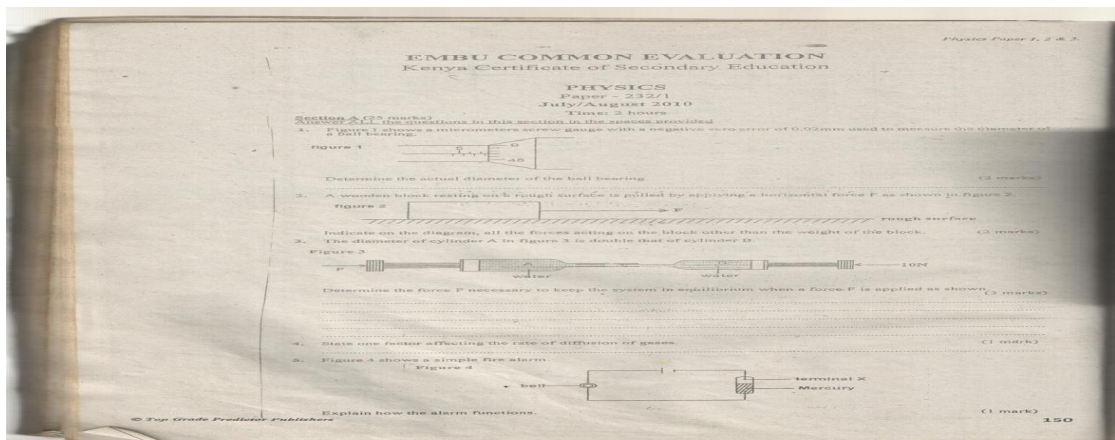 Physics Paper 1, 2 & 3
EMBU COMMON EVALUATION
Kenya Certificate of Secondary Education
PHYSICS
Paper - 232/1
July/August 2010
Time: 2 hours
Section A (25 marks)
Answer ALL the questions in this section in the spaces provided
1. Figure 1 shows a micrometers screw gauge with a negative zero error of 0.02mm used to measure the diameter of
a ball bearing.
figure 1
5
0
45
Determine the actual diameter of the ball bearing. (2 marks)
2. A wooden block resting on a rough surface is pulled by applying a horizontal force F as shown in figure 2.
figure 2
F
rough surface
Indicate on the diagram, all the forces acting on the block other than the weight of the block. (2 marks)
3. The diameter of cylinder A in figure 3 is double that of cylinder B.
Figure 3
F
water
water
10N
Determine the force F necessary to keep the system in equilibrium when a force F is applied as shown
(3 marks)
4. State one factor affecting the rate of diffusion of gases. (1 mark)
5. Figure 4 shows a simple fire alarm
Figure 4
bell
terminal X
Mercury
Explain how the alarm functions. (1 mark)
© Top Grade Predictor Publishers
150